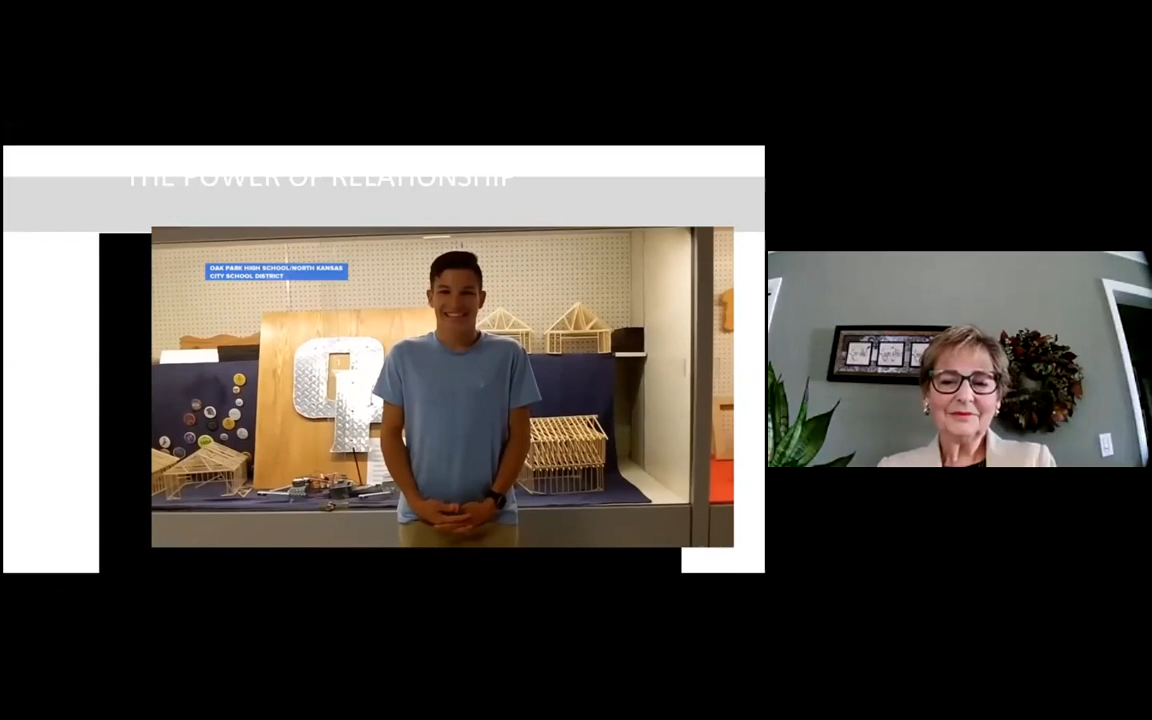 THE POWER OF RELATIONSHIP
OAK PARK HIGH SCHOOL/NORTH KANSAS
CITY SCHOOL DISTRICT